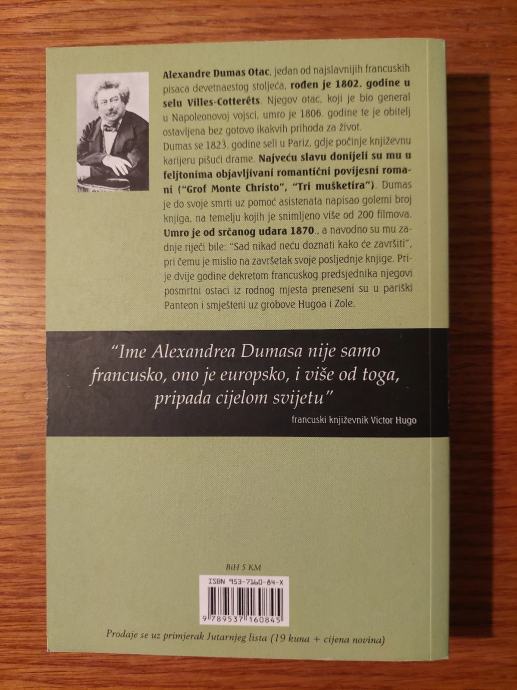 Alexandre Dumas Otac, jedan od najslavnijih francuskih
pisaca devetnaestog stoljeća, rođen je 1802. godine u
selu Villes-Cotterêts. Njegov otac, koji je bio general
u Napoleonovoj vojsci, umro je 1806. godine te je obitelj
ostavljena bez gotovo ikakvih prihoda za život.
Dumas se 1823. godine seli u Pariz, gdje počinje književnu
karijeru pišući drame. Najveću slavu donijeli su mu u
feljtonima objavljivani romantični povijesni roma-
ni (“Grof Monte Christo”, “Tri mušketira”). Dumas
je do svoje smrti uz pomoć asistenata napisao golemi broj
knjiga, na temelju kojih je snimljeno više od 200 filmova.
Umro je od srčanog udara 1870., a navodno su mu za-
dnje riječi bile: “Sad nikad neću doznati kako će završiti”,
pri čemu je mislio na završetak svoje posljednje knjige. Pri-
je dvije godine dekretom francuskog predsjednika njegovi
posmrtni ostaci iz rodnog mjesta preneseni su u pariški
Panteon i smješteni uz grobove Hugoa i Zole.
“Ime Alexandrea Dumasa nije samo
francusko, ono je europsko, i više od toga,
pripada cijelom svijetu”
francuski književnik Victor Hugo
BiH 5 KM
ISBN 953-7160-84-X
9 789537 160845
Prodaje se uz primjerak Jutarnjeg lista (19 kuna + cijena novina)